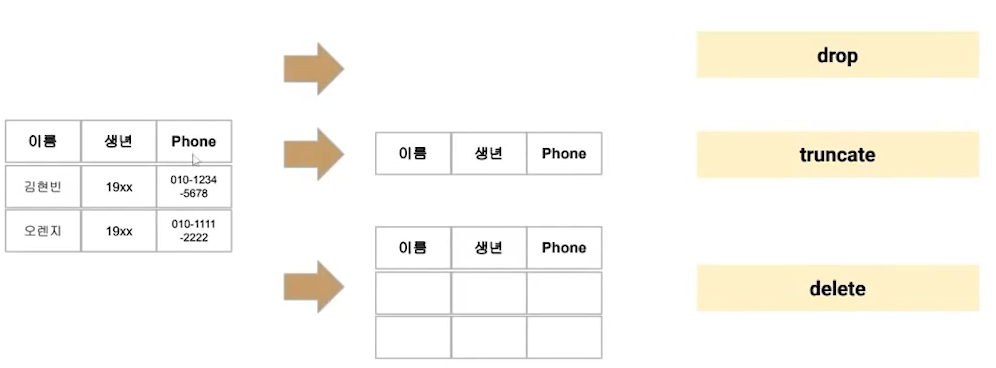 drop
이름 생년 Phone
김현빈 19xx 010-1234
-5678
오렌지 19xx 010-1111
-2222
이름 생년 Phone
truncate
이름 생년 Phone
delete